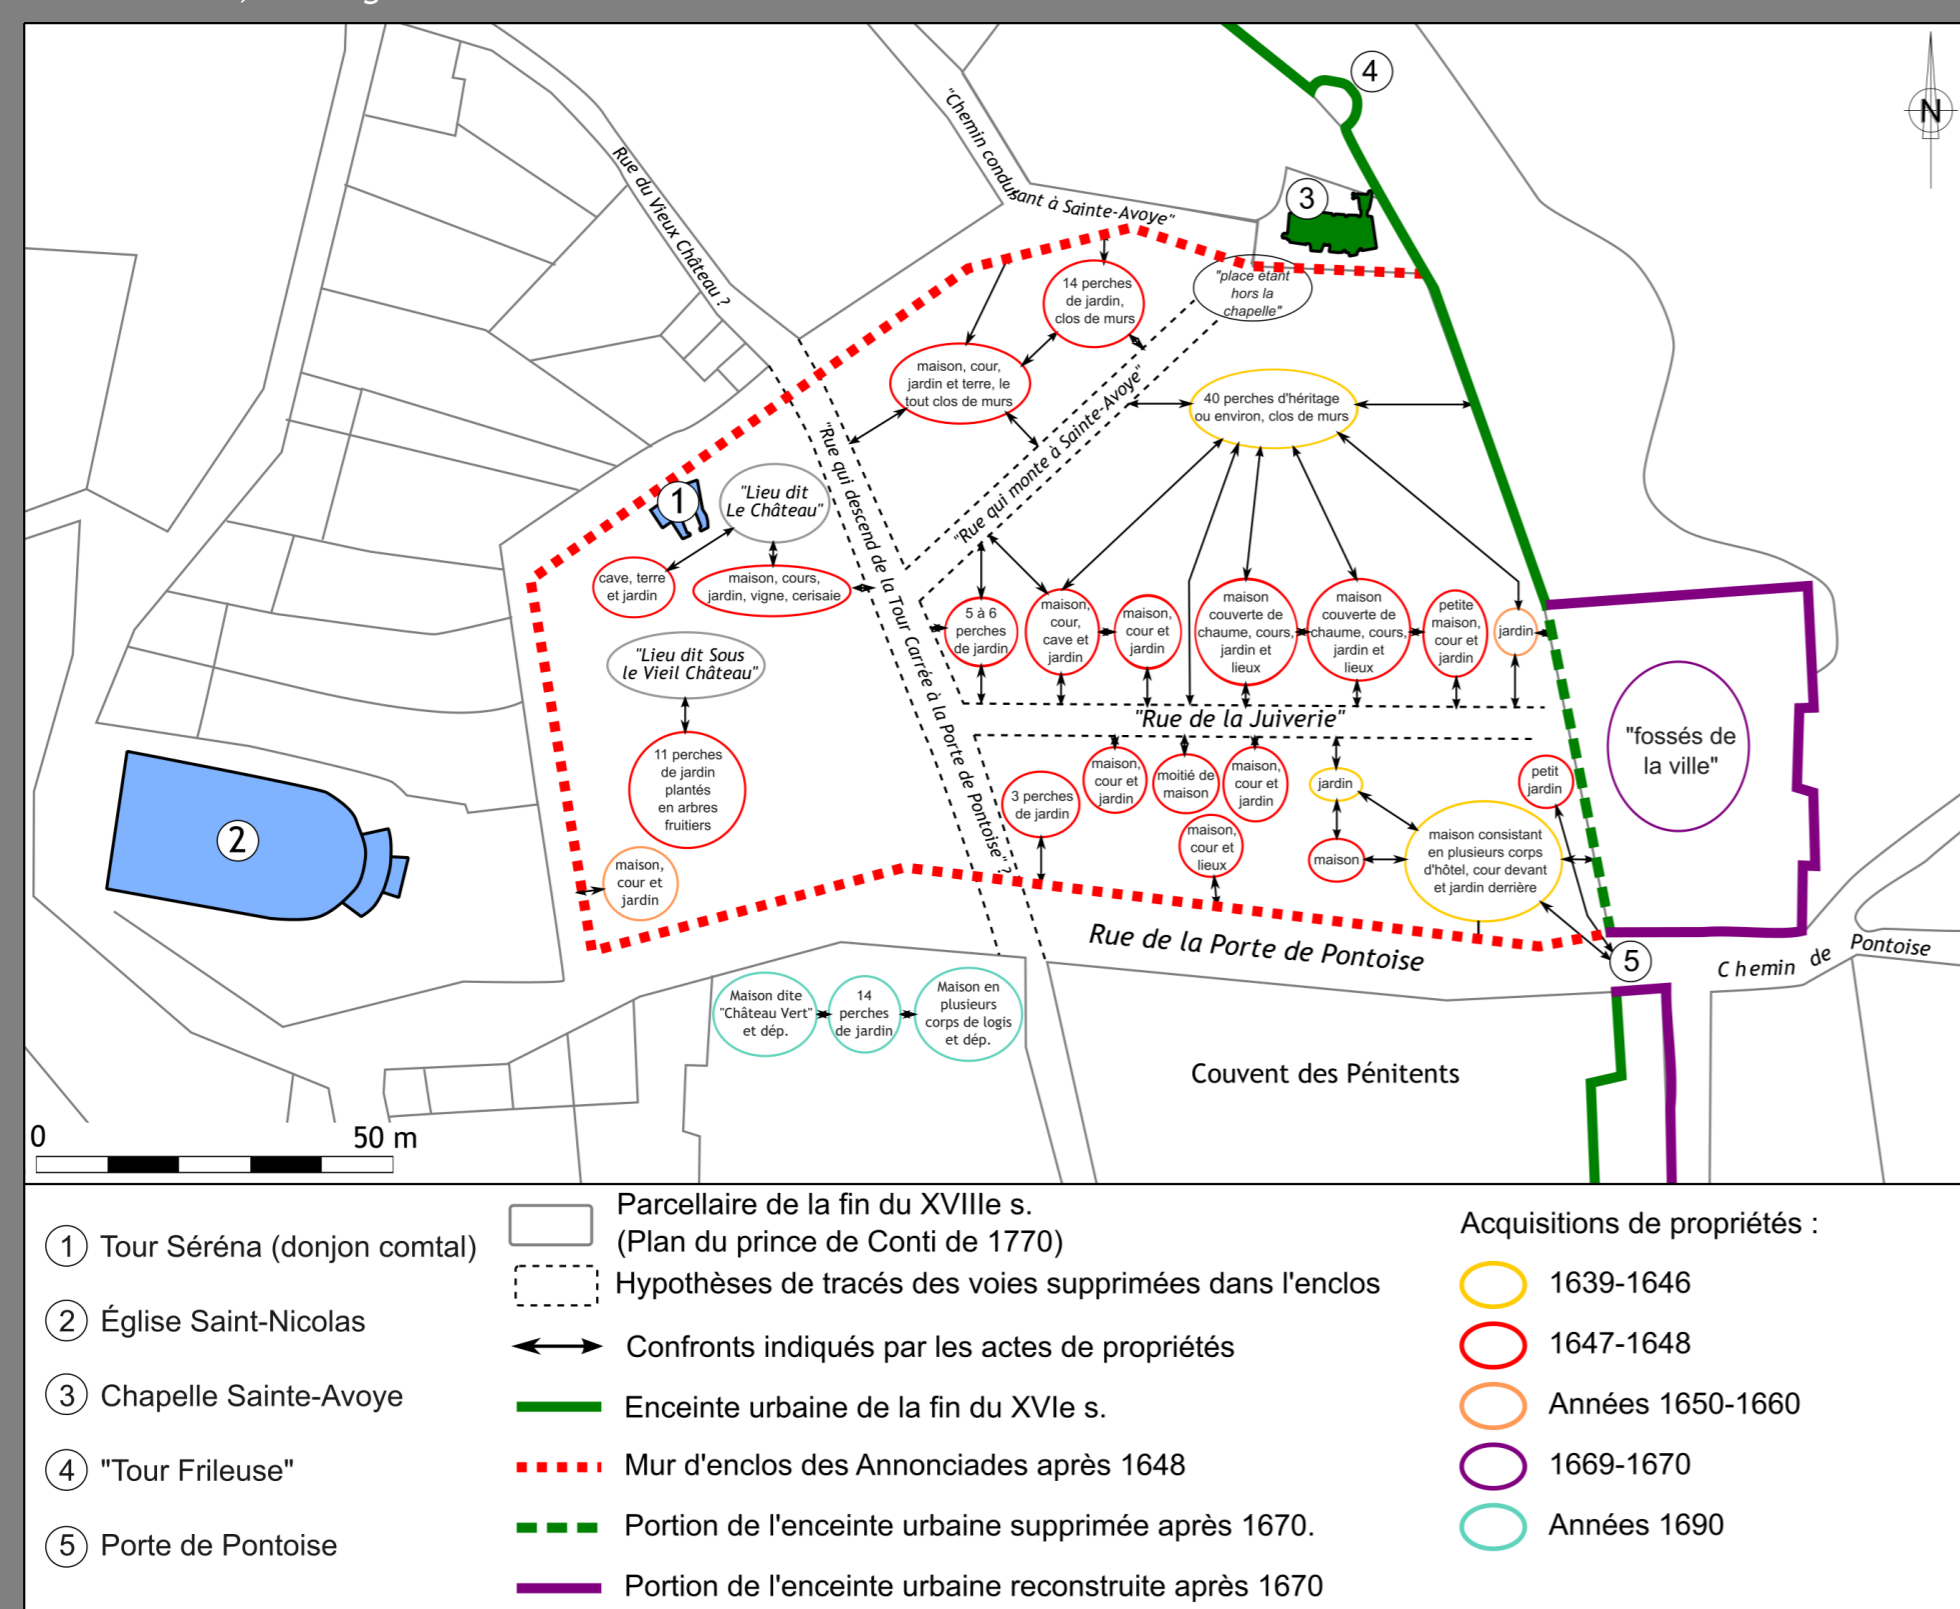 4
N
"Chemin conduisant à Sainte-Avoye"
Rue du Vieux Château ?
3
"place étant
hors la
chapelle"
14 perches
de jardin,
clos de murs
maison, cour,
jardin et terre, le
tout clos de murs
40 perches d'héritage
ou environ, clos de murs
"Rue qui monte à Sainte-Avoye"
"Rue qui descend de la Tour Carrée à la Porte de Pontoise" ?
1
"Lieu dit
Le Château"
cave, terre
et jardin
maison, cours,
jardin, vigne, cerisaie
5 à 6
perches
de jardin
maison,
cour,
cave et
jardin
maison,
cour et
jardin
maison
couverte de
chaume, cours,
jardin et
lieux
maison
couverte de
chaume, cours,
jardin et
lieux
petite
maison,
cour et
jardin
jardin
"Lieu dit Sous
le Vieil Château"
"Rue de la Juiverie"
"fossés de
la ville"
11 perches
de jardin
plantés
en arbres
fruitiers
3 perches
de jardin
maison,
cour et
jardin
moitié de
maison
maison,
cour et
jardin
jardin
petit
jardin
2
maison,
cour et
lieux
maison
maison consistant
en plusieurs corps
d'hôtel, cour devant
et jardin derrière
maison,
cour et
jardin
Rue de la Porte de Pontoise
5
Chemin de Pontoise
Maison dite
"Château Vert"
et dép.
14
perches
de jardin
Maison en
plusieurs
corps de logis
et dép.
Couvent des Pénitents
0 50 m
1 Tour Séréna (donjon comtal)
2 Église Saint-Nicolas
3 Chapelle Sainte-Avoye
4 "Tour Frileuse"
5 Porte de Pontoise
Parcellaire de la fin du XVIIIe s.
(Plan du prince de Conti de 1770)
Hypothèses de tracés des voies supprimées dans l'enclos
Confronts indiqués par les actes de propriétés
Enceinte urbaine de la fin du XVIe s.
Mur d'enclos des Annonciades après 1648
Portion de l'enceinte urbaine supprimée après 1670.
Portion de l'enceinte urbaine reconstruite après 1670
Acquisitions de propriétés :
1639-1646
1647-1648
Années 1650-1660
1669-1670
Années 1690